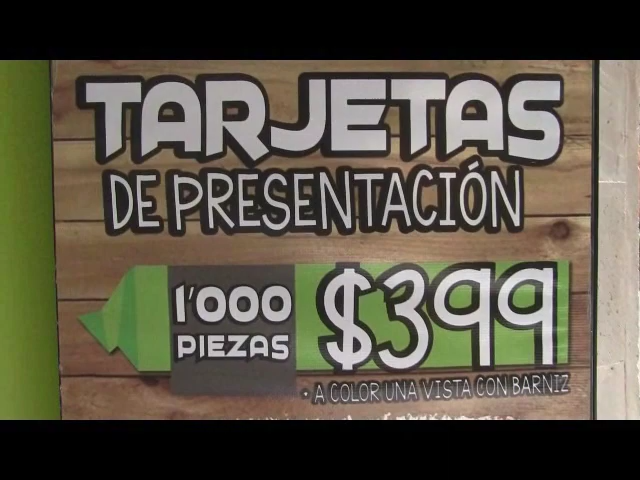 TARJETAS
DE PRESENTACIÓN
1'000
PIEZAS
$399
• A COLOR UNA VISTA CON BARNIZ